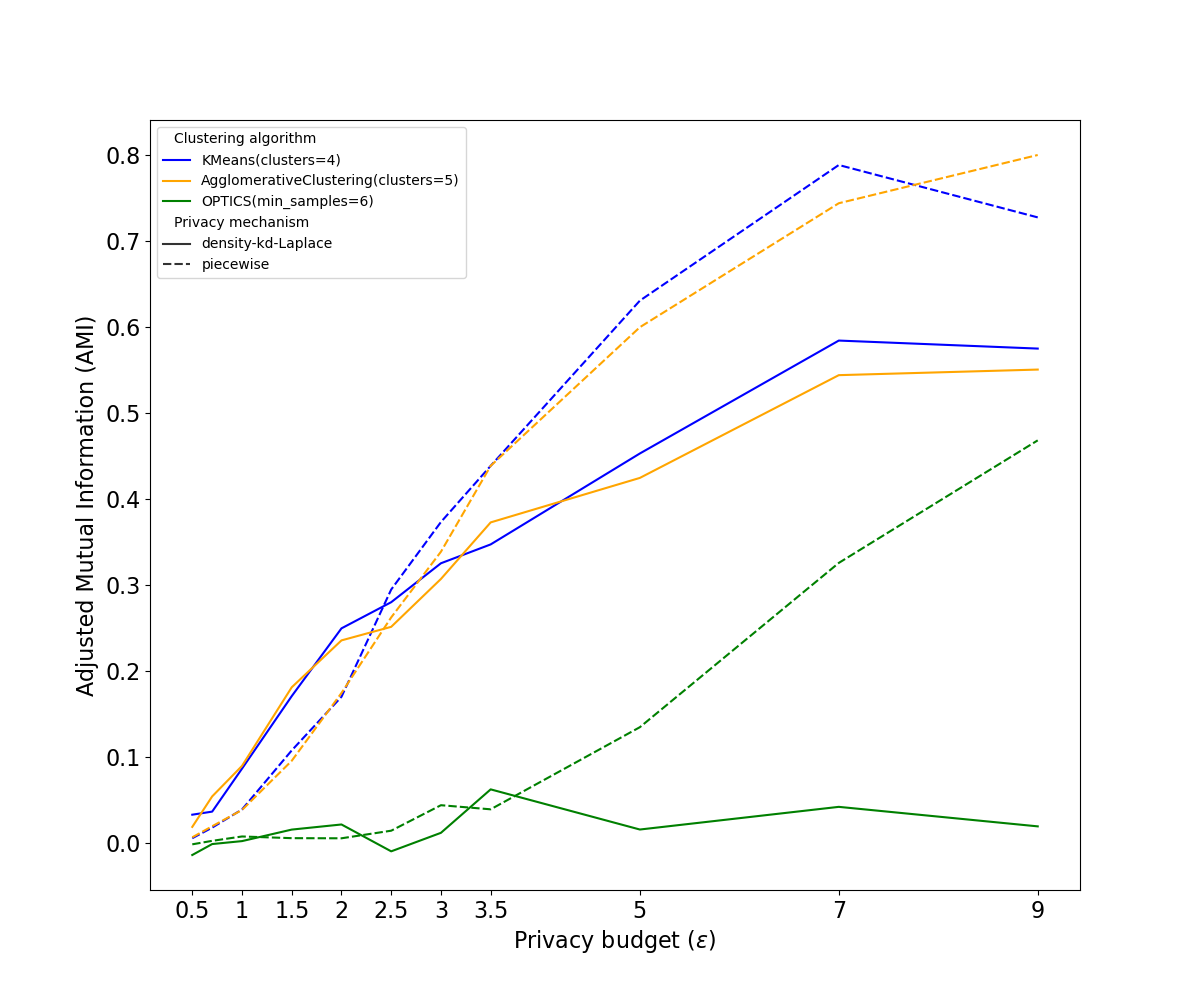 Clustering algorithm
KMeans(clusters=4)
AgglomerativeClustering(clusters=5)
OPTICS(min_samples=6)
Privacy mechanism
density-kd-Laplace
piecewise
Adjusted Mutual Information (AMI)
0.8
0.7
0.6
0.5
0.4
0.3
0.2
0.1
0.0
0.5 1 1.5 2 2.5 3 3.5 5 7 9
Privacy budget (ε)